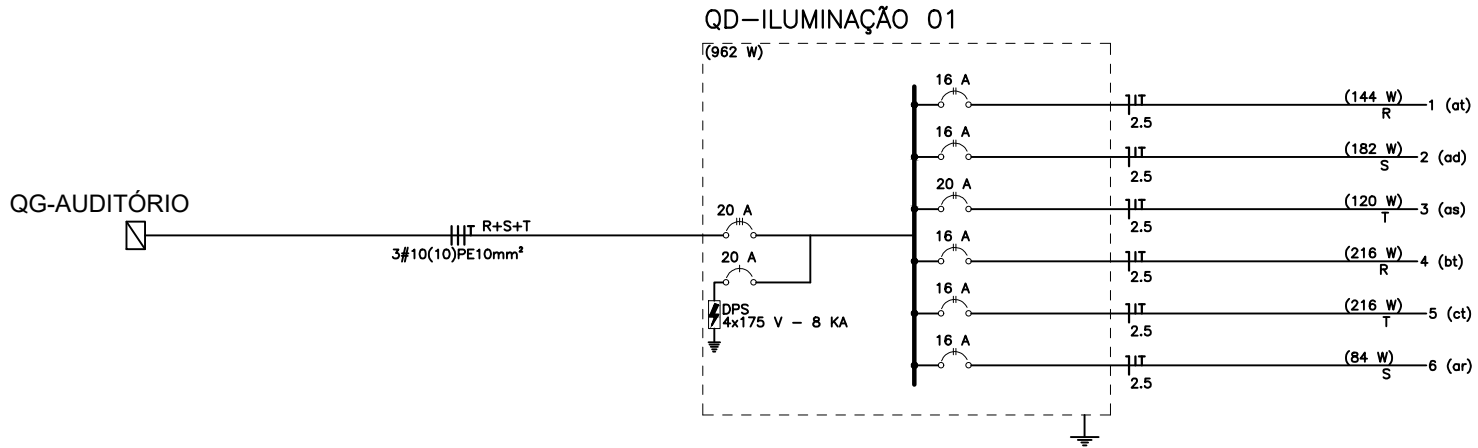 QD-ILUMINAÇÃO 01
(962 W)
16 A
(144 W)
1 (at)
R
2.5
16 A
(182 W)
2 (ad)
S
2.5
20 A
(120 W)
3 (as)
T
2.5
QG-AUDITÓRIO
R+S+T
3#10(10)PE10mm²
20 A
20 A
DPS
4x175 V - 8 KA
16 A
(216 W)
4 (bt)
R
2.5
16 A
(216 W)
5 (ct)
T
2.5
16 A
(84 W)
6 (ar)
S
2.5